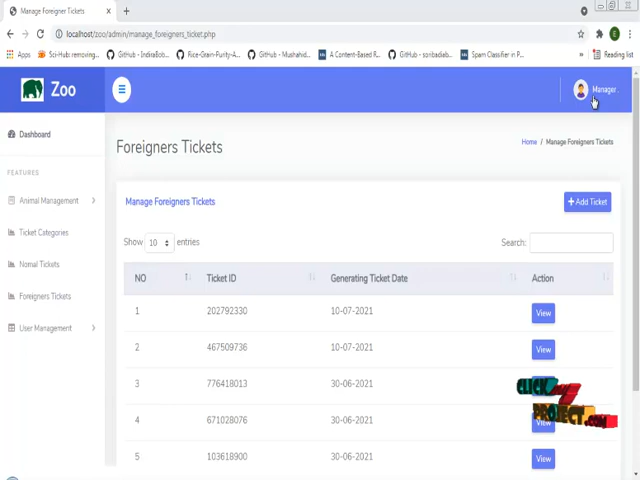 Manage Foreigner Tickets
localhost/zoo/admin/manage_foreigners_ticket.php
E
Apps Sci-Hub: removing... GitHub - IndiraBob... Rice-Grain-Purity-A... GitHub - Mushahid... A Content-Based R... GitHub - soribadiab... Spam Classifier in P... » Reading list
Zoo
Manager .
Dashboard
FEATURES
Animal Management
Ticket Categories
Nomal Tickets
Foreigners Tickets
User Management
Foreigners Tickets
Home / Manage Foreigners Tickets
Manage Foreigners Tickets
+ Add Ticket
Show 10 entries
Search:
NO Ticket ID Generating Ticket Date Action
1 202792330 10-07-2021 View
2 467509736 10-07-2021 View
3 776418013 30-06-2021
4 671028076 30-06-2021 View
5 103618900 30-06-2021 View
CLICK
PROJECT.COM